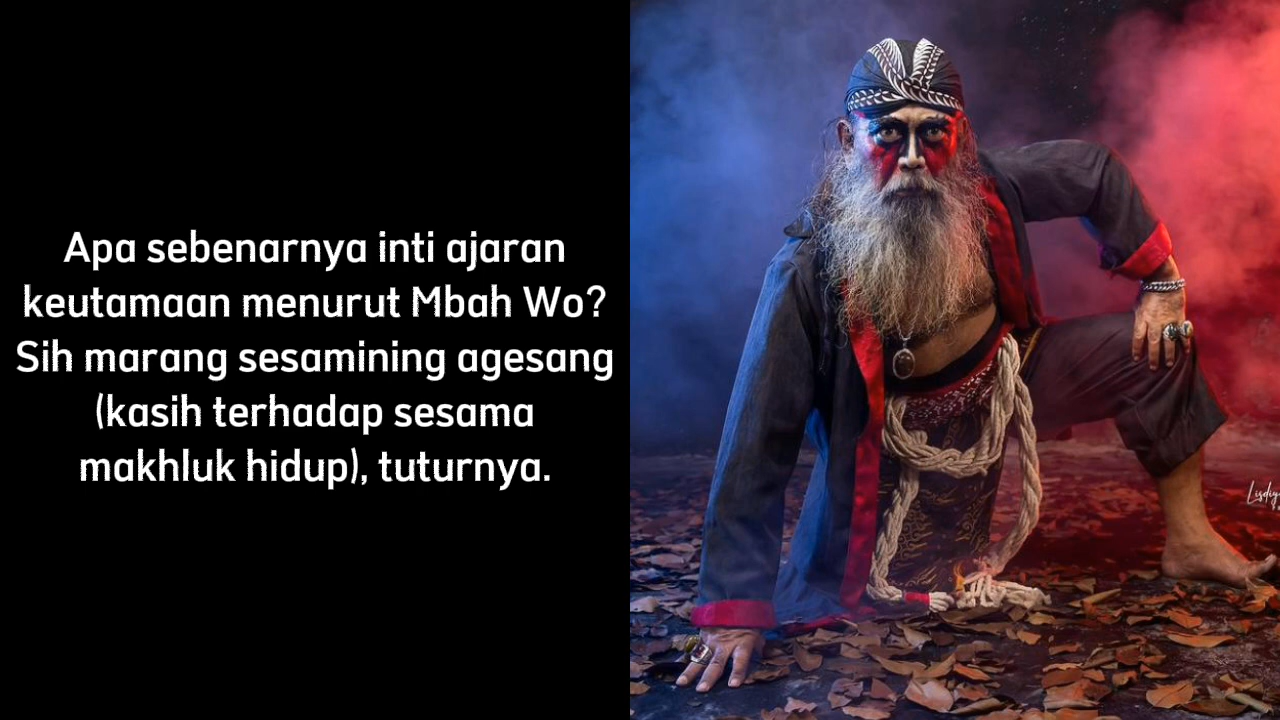 Apa sebenarnya inti ajaran
keutamaan menurut Mbah Wo?
Sih marang sesamining agesang
(kasih terhadap sesama
makhluk hidup), tuturnya.